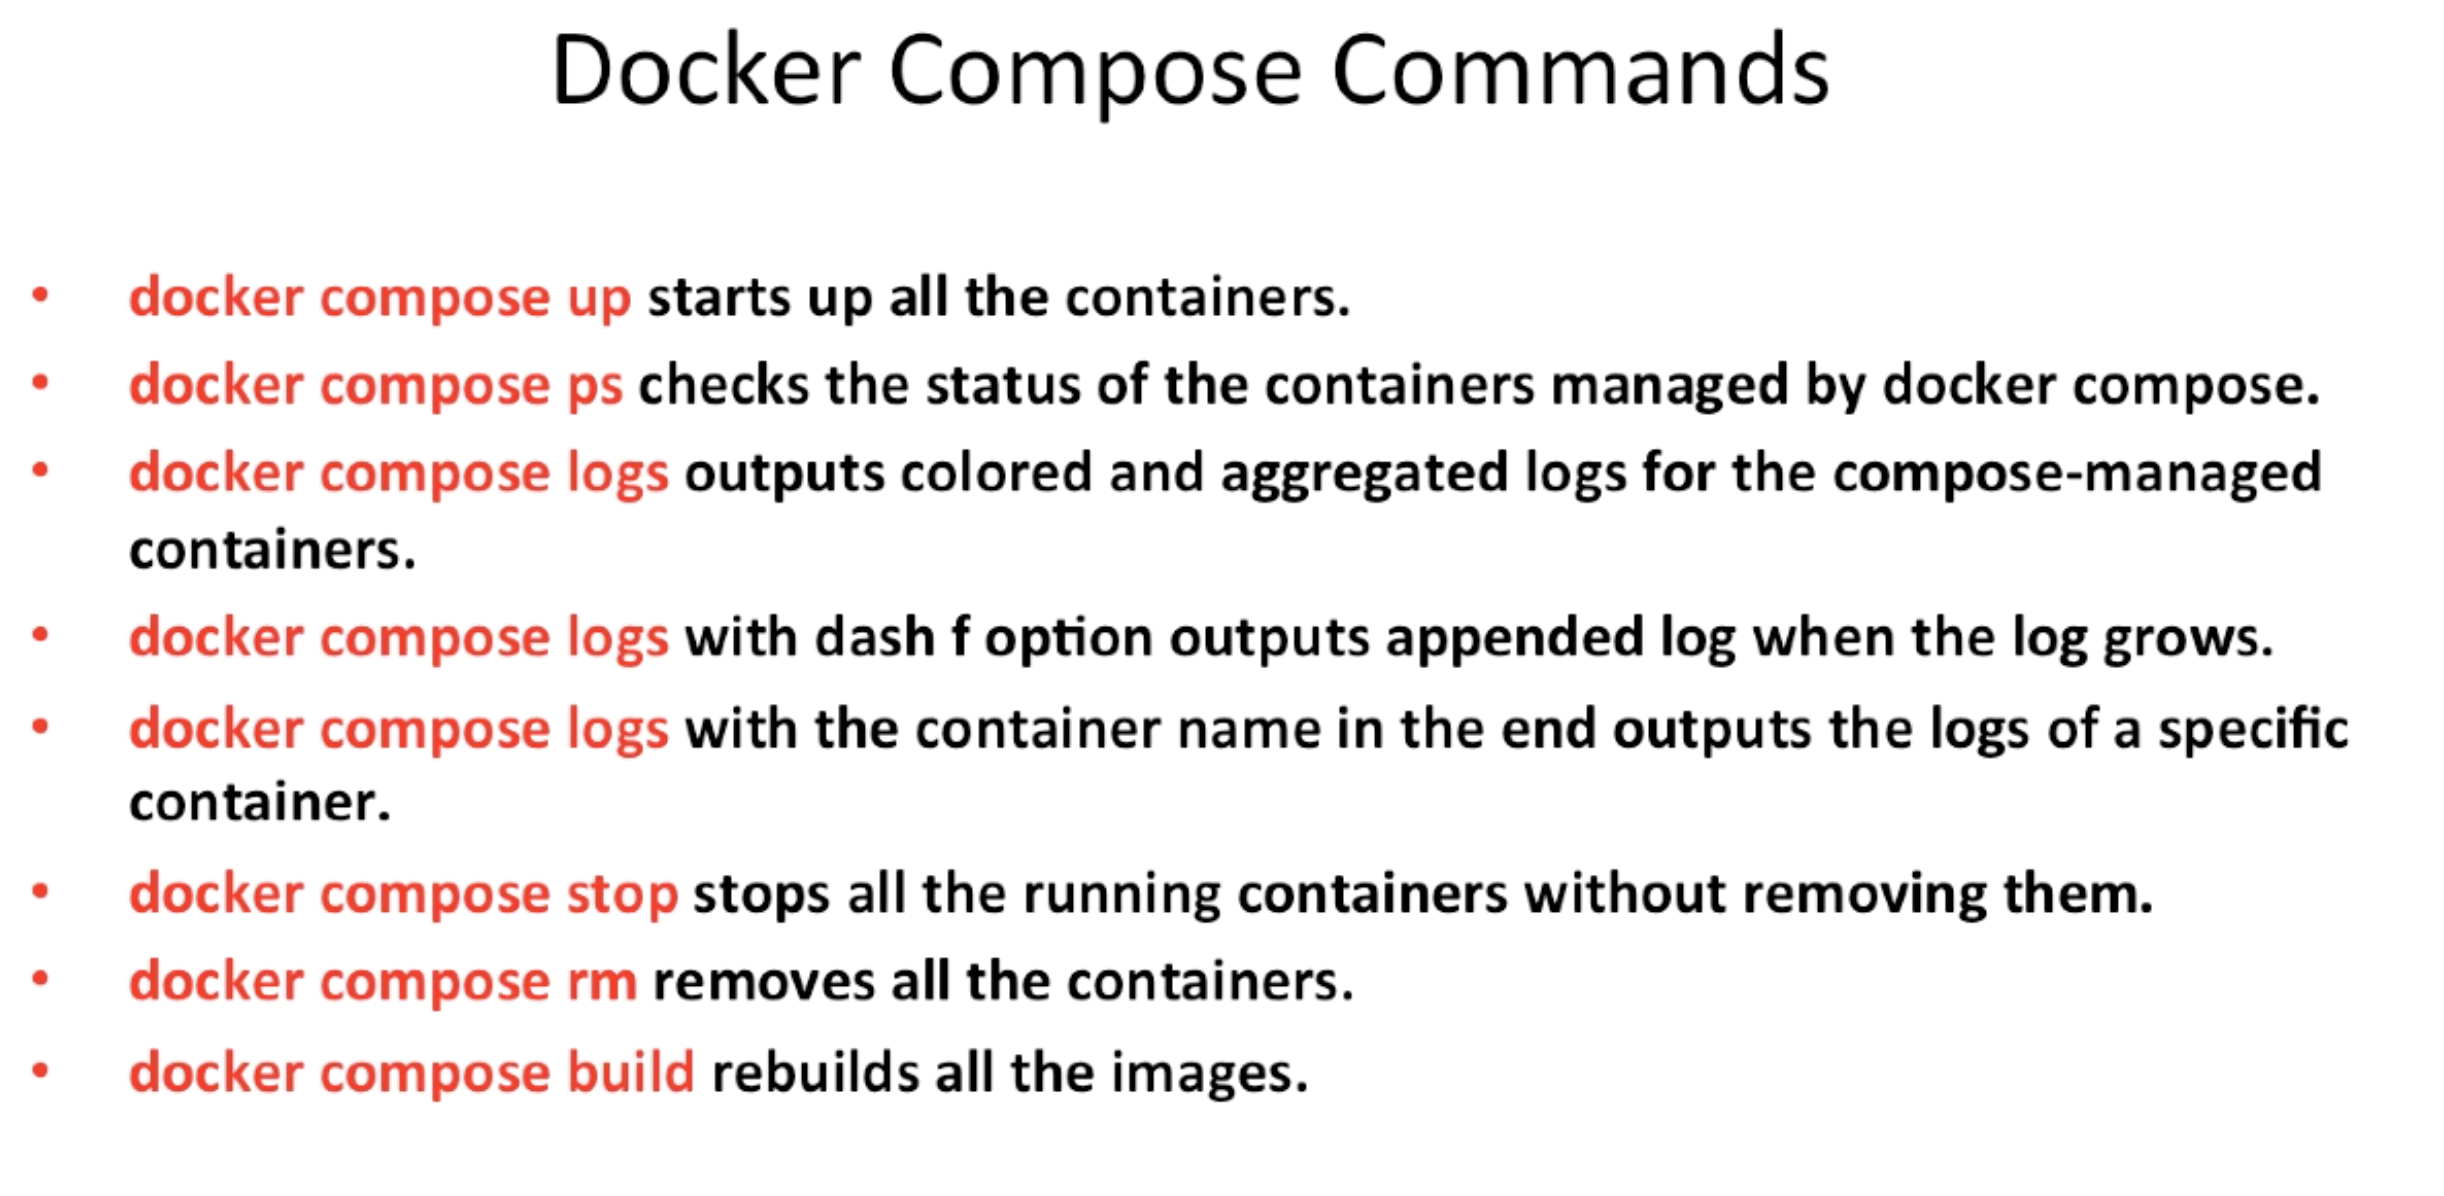 Docker Compose Commands
• docker compose up starts up all the containers.
• docker compose ps checks the status of the containers managed by docker compose.
• docker compose logs outputs colored and aggregated logs for the compose-managed
containers.
• docker compose logs with dash f option outputs appended log when the log grows.
• docker compose logs with the container name in the end outputs the logs of a specific
container.
• docker compose stop stops all the running containers without removing them.
• docker compose rm removes all the containers.
• docker compose build rebuilds all the images.